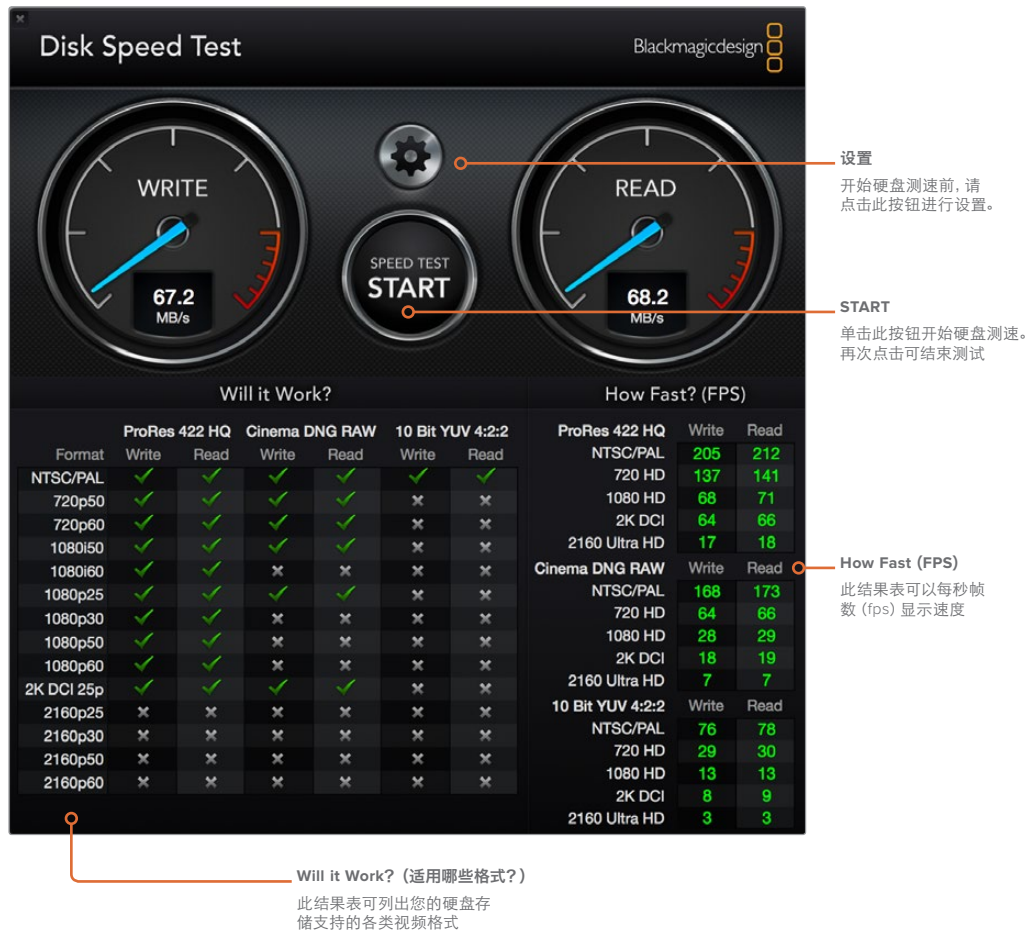 Disk Speed Test
Blackmagicdesign
WRITE
67.2
MB/s
SPEED TEST
START
READ
68.2
MB/s
设置
开始硬盘测速前，请
点击此按钮进行设置。
START
单击此按钮开始硬盘测速。
再次点击可结束测试
Will it Work?
ProRes 422 HQ Cinema DNG RAW 10 Bit YUV 4:2:2
Format Write Read Write Read Write Read
NTSC/PAL
720p50
720p60
1080i50
1080i60
1080p25
1080p30
1080p50
1080p60
2K DCI 25p
2160p25
2160p30
2160p50
2160p60
How Fast? (FPS)
ProRes 422 HQ Write Read
NTSC/PAL 205 212
720 HD 137 141
1080 HD 68 71
2K DCI 64 66
2160 Ultra HD 17 18
Cinema DNG RAW Write Read
NTSC/PAL 168 173
720 HD 64 66
1080 HD 28 29
2K DCI 18 19
2160 Ultra HD 7 7
10 Bit YUV 4:2:2 Write Read
NTSC/PAL 76 78
720 HD 29 30
1080 HD 13 13
2K DCI 8 9
2160 Ultra HD 3 3
How Fast (FPS)
此结果表可以每秒帧
数 (fps) 显示速度
Will it Work?（适用哪些格式？）
此结果表可列出您的硬盘存
储支持的各类视频格式